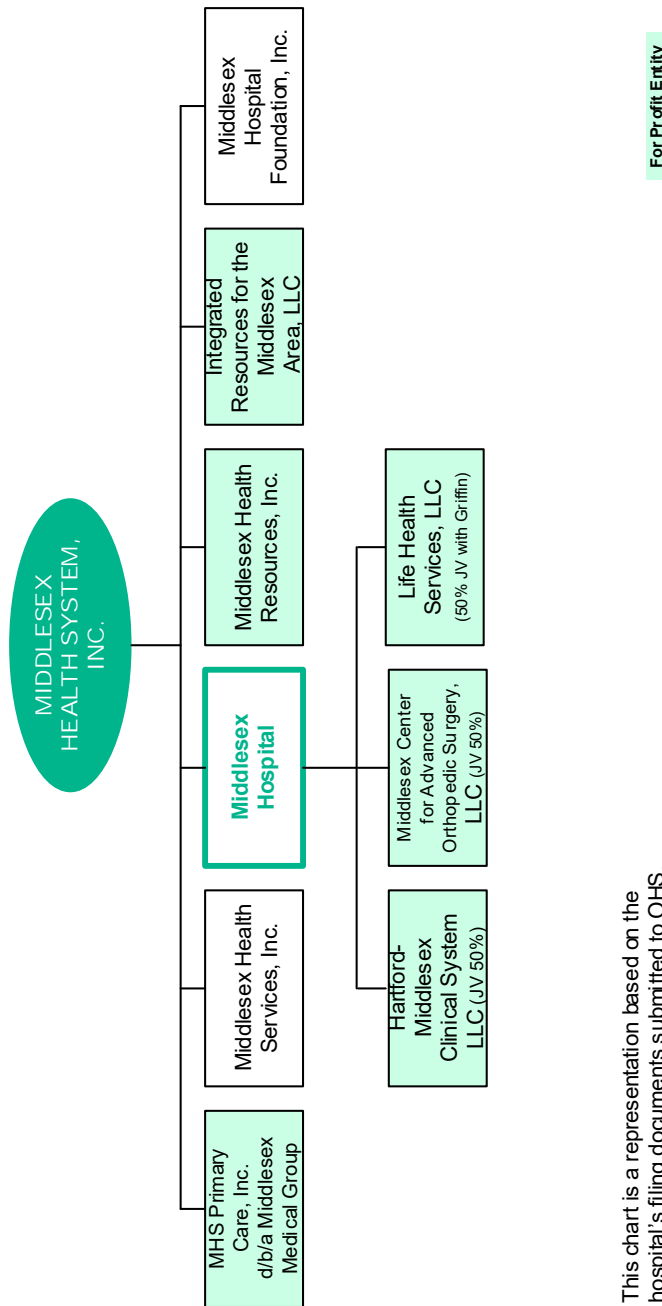 MIDDLESEX
HEALTH SYSTEM,
INC.
MHS Primary
Care, Inc.
d/b/a Middlesex
Medical Group
Middlesex Health
Services, Inc.
Middlesex
Hospital
Middlesex Health
Resources, Inc.
Integrated
Resources for the
Middlesex
Area, LLC
Middlesex
Hospital
Foundation, Inc.
Hartford-
Middlesex
Clinical System
LLC (JV 50%)
Middlesex Center
for Advanced
Orthopedic Surgery,
LLC (JV 50%)
Life Health
Services, LLC
(50% JV with Griffin)
This chart is a representation based on the
hospital's filing documents submitted to OHS
For Profit Entity